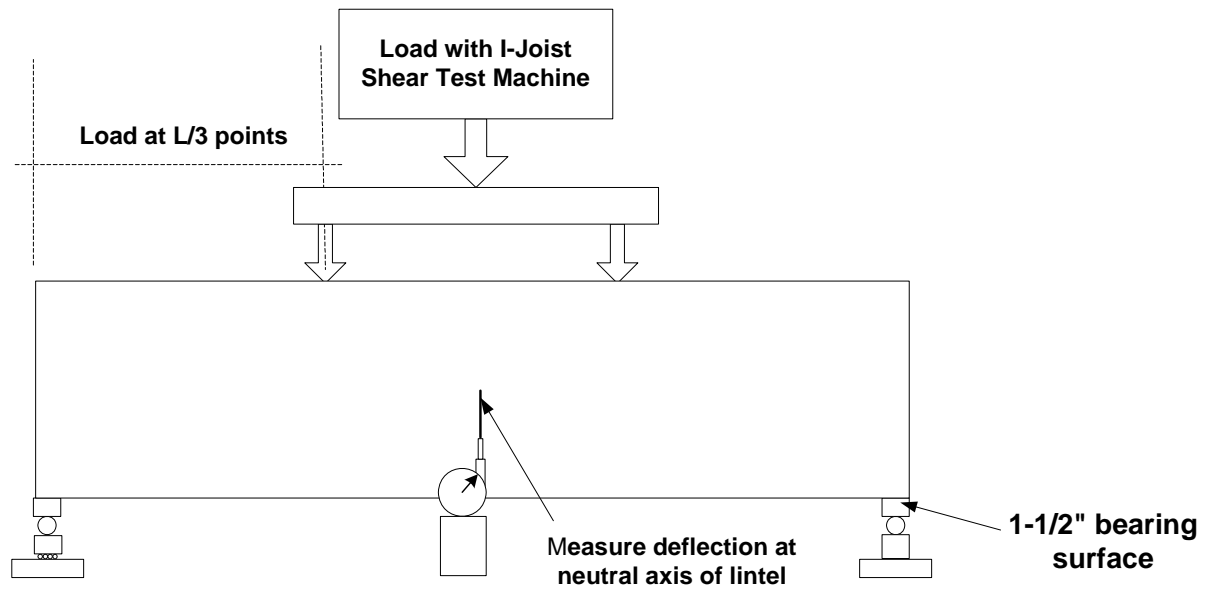 Load with I-Joist
Shear Test Machine
Load at L/3 points
Measure deflection at
neutral axis of lintel
1-1/2" bearing
surface